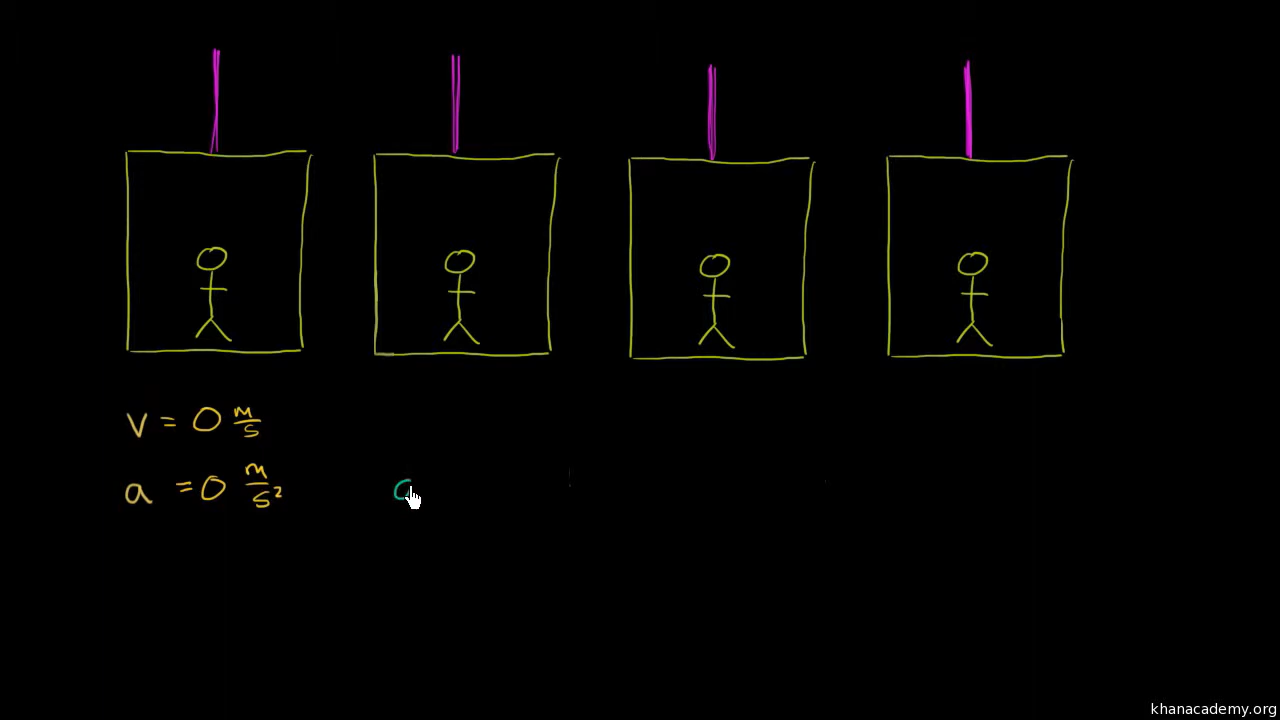 v = 0 m/s
a = 0 m/s²
khanacademy.org